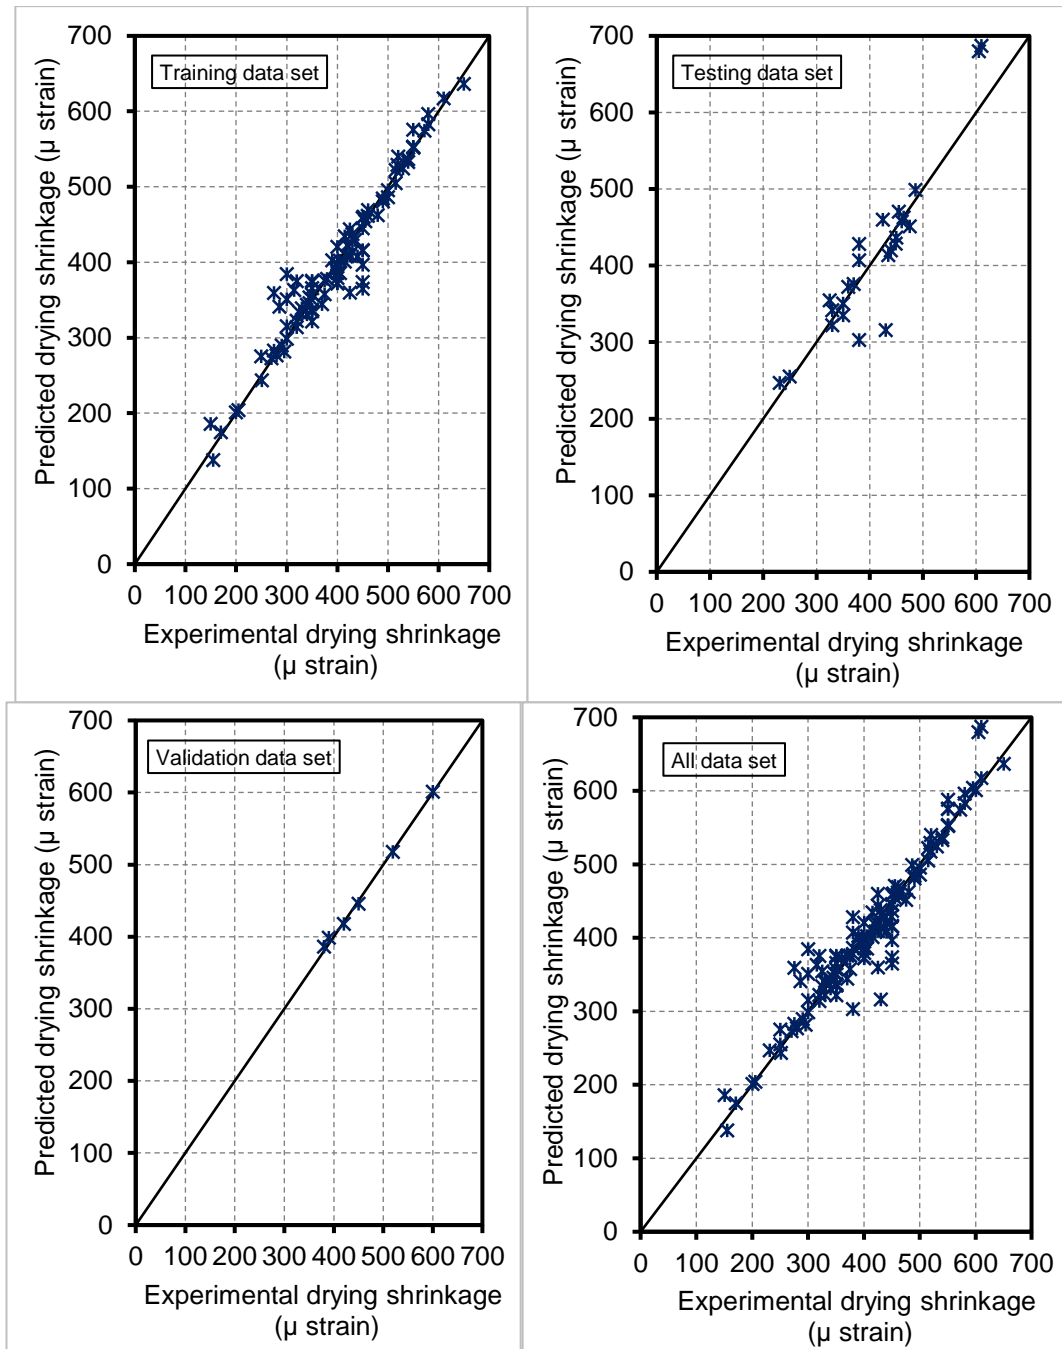 Training data set
Predicted drying shrinkage (μ strain)
700
600
500
400
300
200
100
0
0 100 200 300 400 500 600 700
Experimental drying shrinkage
(μ strain)
Testing data set
Predicted drying shrinkage (μ strain)
700
600
500
400
300
200
100
0
0 100 200 300 400 500 600 700
Experimental drying shrinkage
(μ strain)
Validation data set
Predicted drying shrinkage (μ strain)
700
600
500
400
300
200
100
0
0 100 200 300 400 500 600 700
Experimental drying shrinkage
(μ strain)
All data set
Predicted drying shrinkage (μ strain)
700
600
500
400
300
200
100
0
0 100 200 300 400 500 600 700
Experimental drying shrinkage
(μ strain)